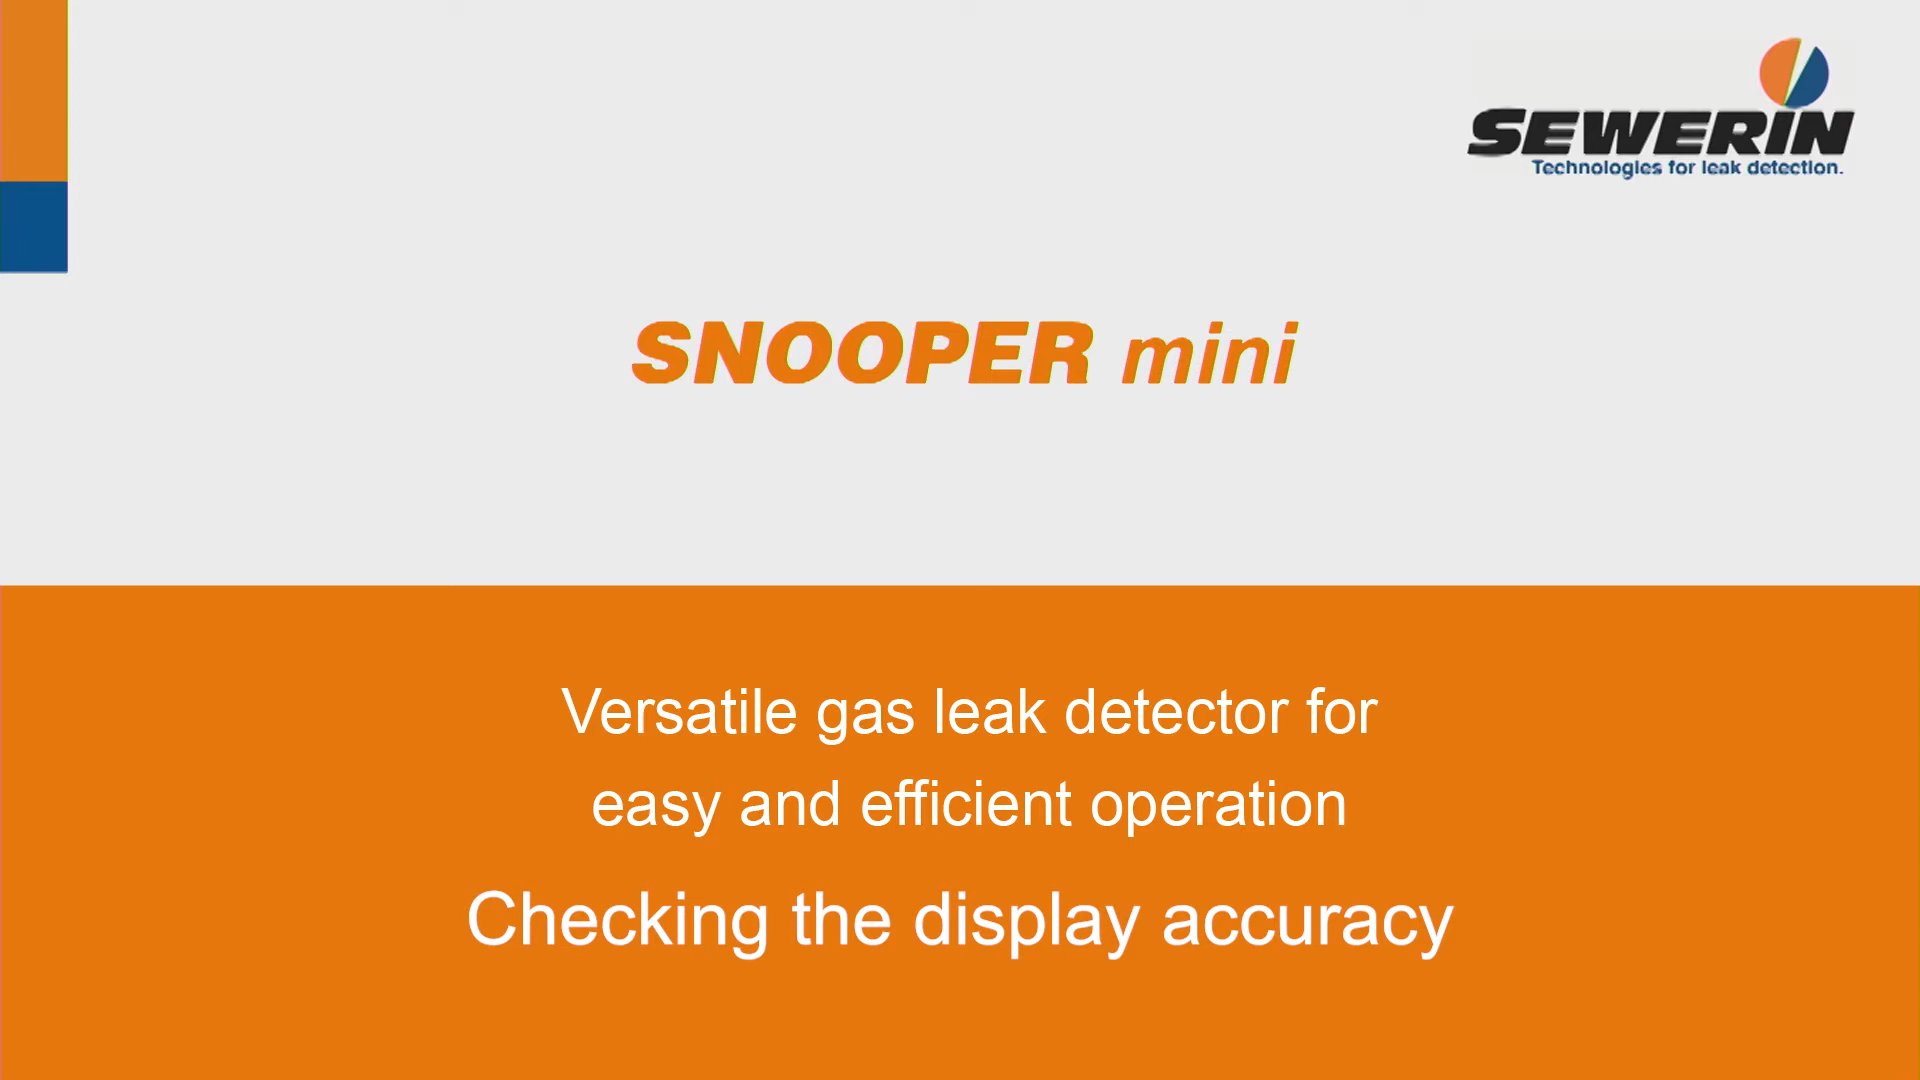 SEWERIN
Technologies for leak detection.
SNOOPER mini
Versatile gas leak detector for
easy and efficient operation
Checking the display accuracy